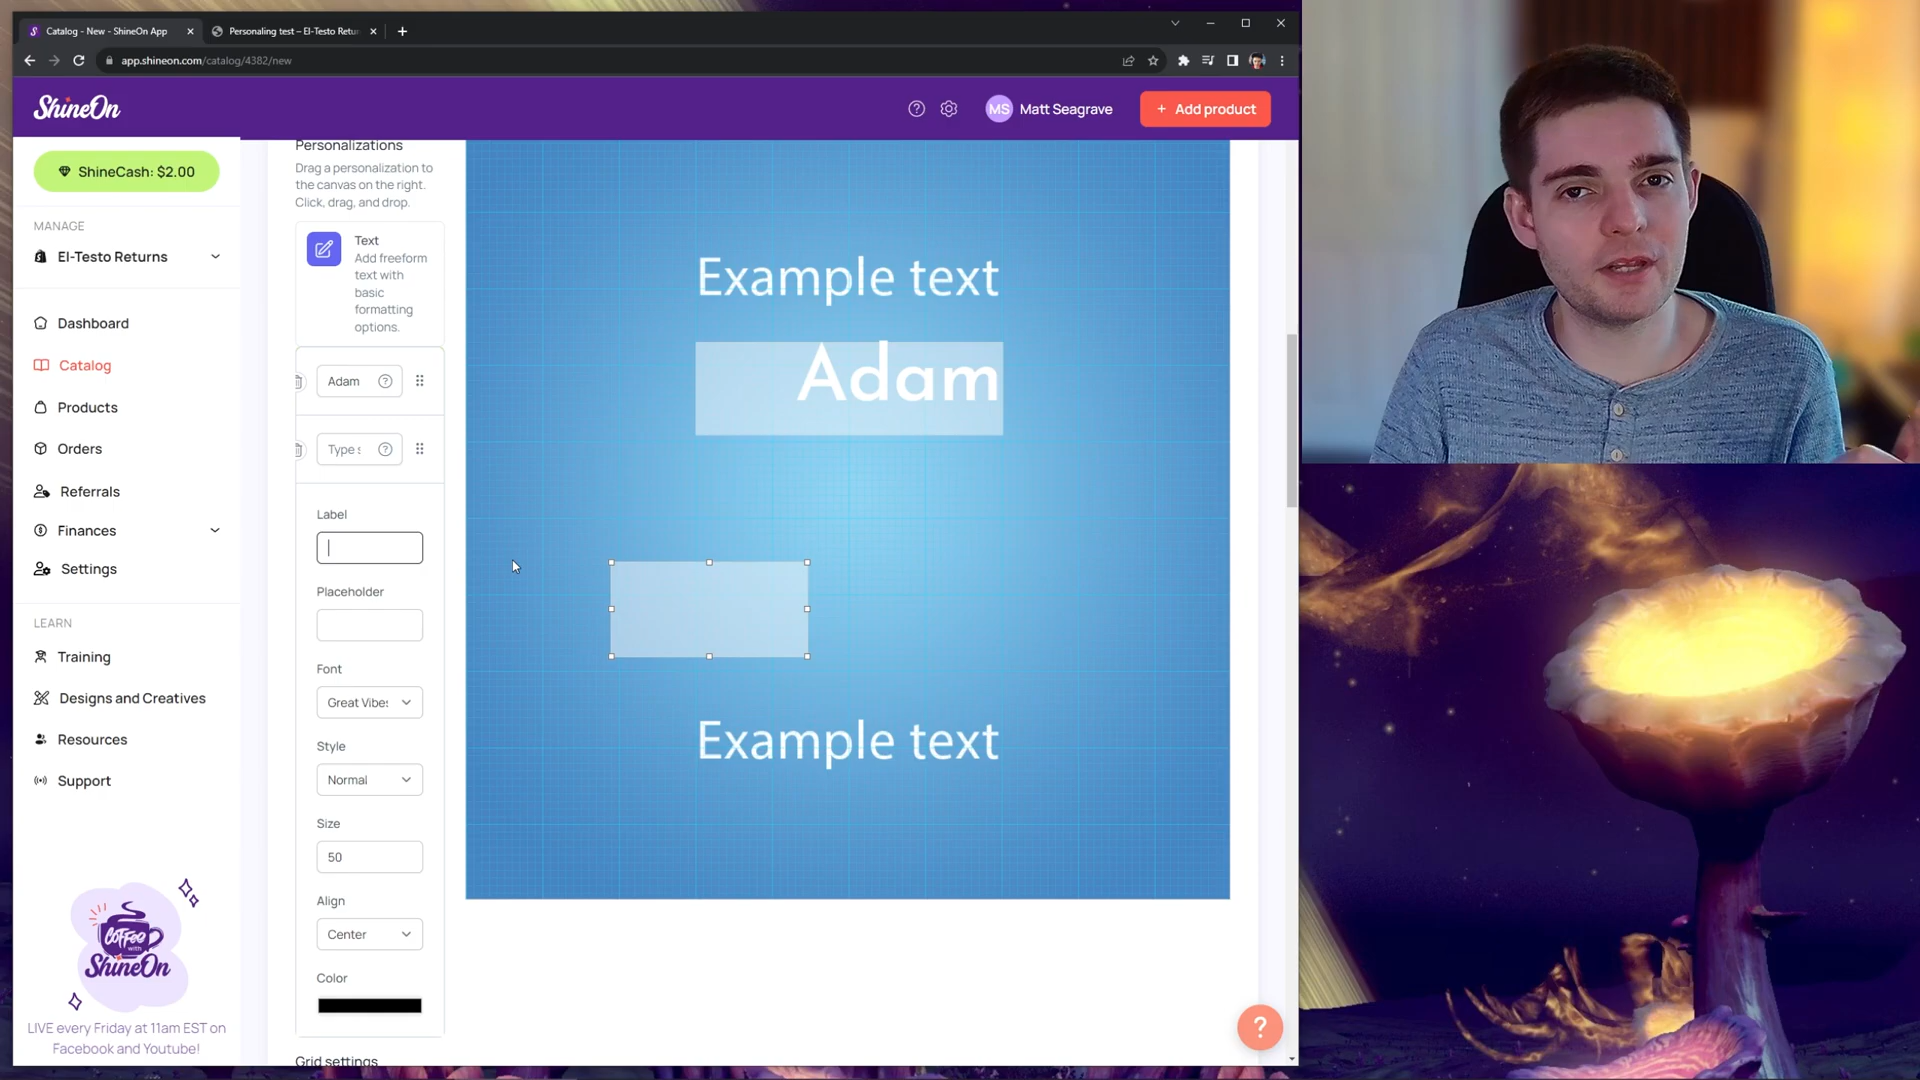 Catalog - New - ShineOn App
Personaling test – El-Testo Retu
app.shineon.com/catalog/4382/new
ShineOn
MS
Matt Seagrave
+ Add product
ShineCash: $2.00
MANAGE
El-Testo Returns
Dashboard
Catalog
Products
Orders
Referrals
Finances
Settings
LEARN
Training
Designs and Creatives
Resources
Support
COFFEE
with
ShineOn
LIVE every Friday at 11am EST on
Facebook and Youtube!
Personalizations
Drag a personalization to
the canvas on the right.
Click, drag, and drop.
Text
Add freeform
text with
basic
formatting
options.
Adam
Type s
Label
Placeholder
Font
Great Vibes
Style
Normal
Size
50
Align
Center
Color
Grid settings
Example text
Adam
Example text
?